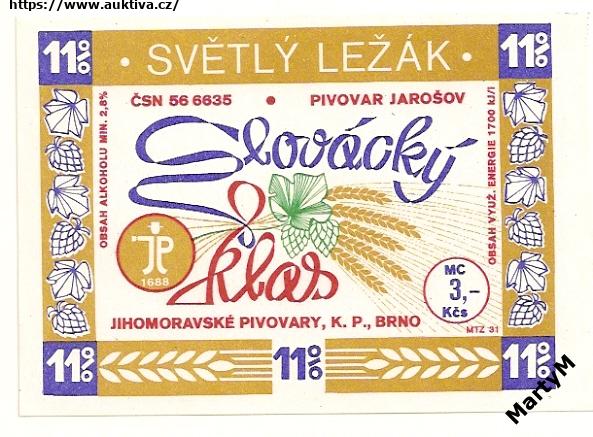 https://www.auktiva.cz/
11% • SVĚTLÝ LEŽÁK • 11%
ČSN 56 6635 • PIVOVAR JAROŠOV
OBSAH ALKOHOLU MIN. 2,8%
Slovácký
klas
OBSAH VYUŽ. ENERGIE 1700 kJ/l
JP
1688
MC
3,-
Kčs
JIHOMORAVSKÉ PIVOVARY, K. P., BRNO
MTZ 31
11% 11% 11%
MartyM